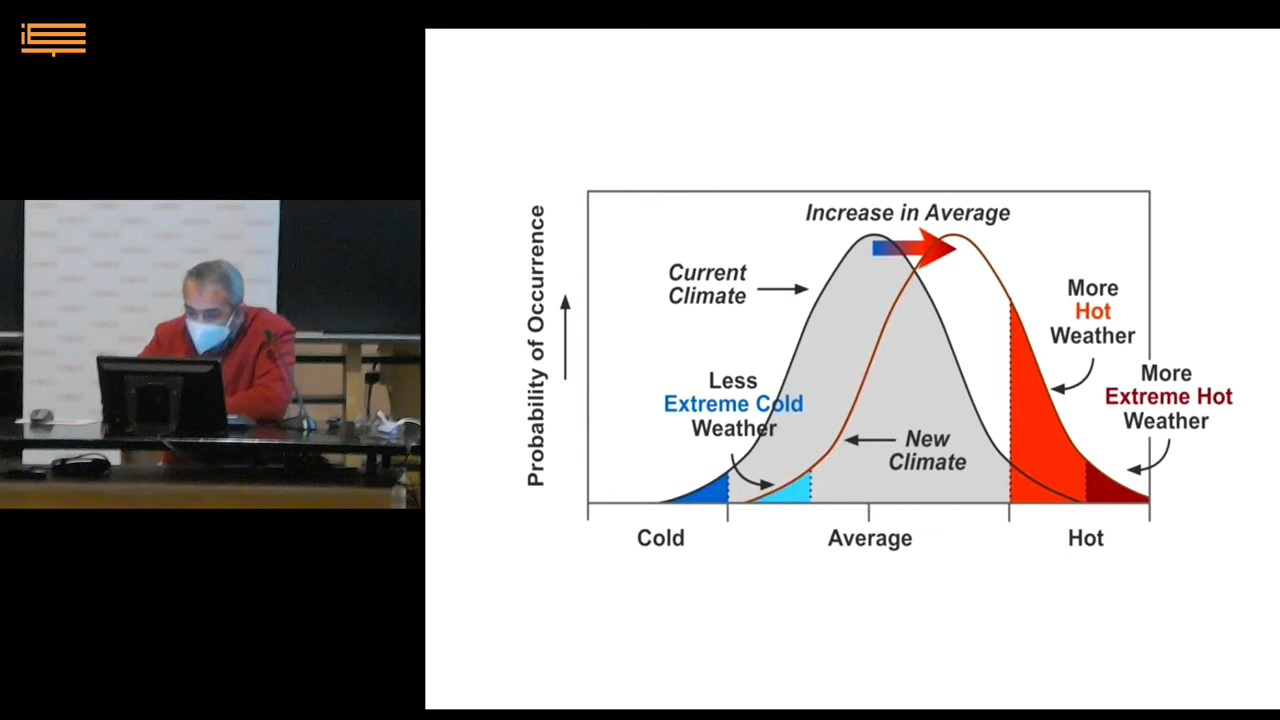 Increase in Average
Current
Climate
More
Hot
Weather
Less
Extreme Cold
Weather
More
Extreme Hot
Weather
New
Climate
Probability of Occurrence
Cold
Average
Hot